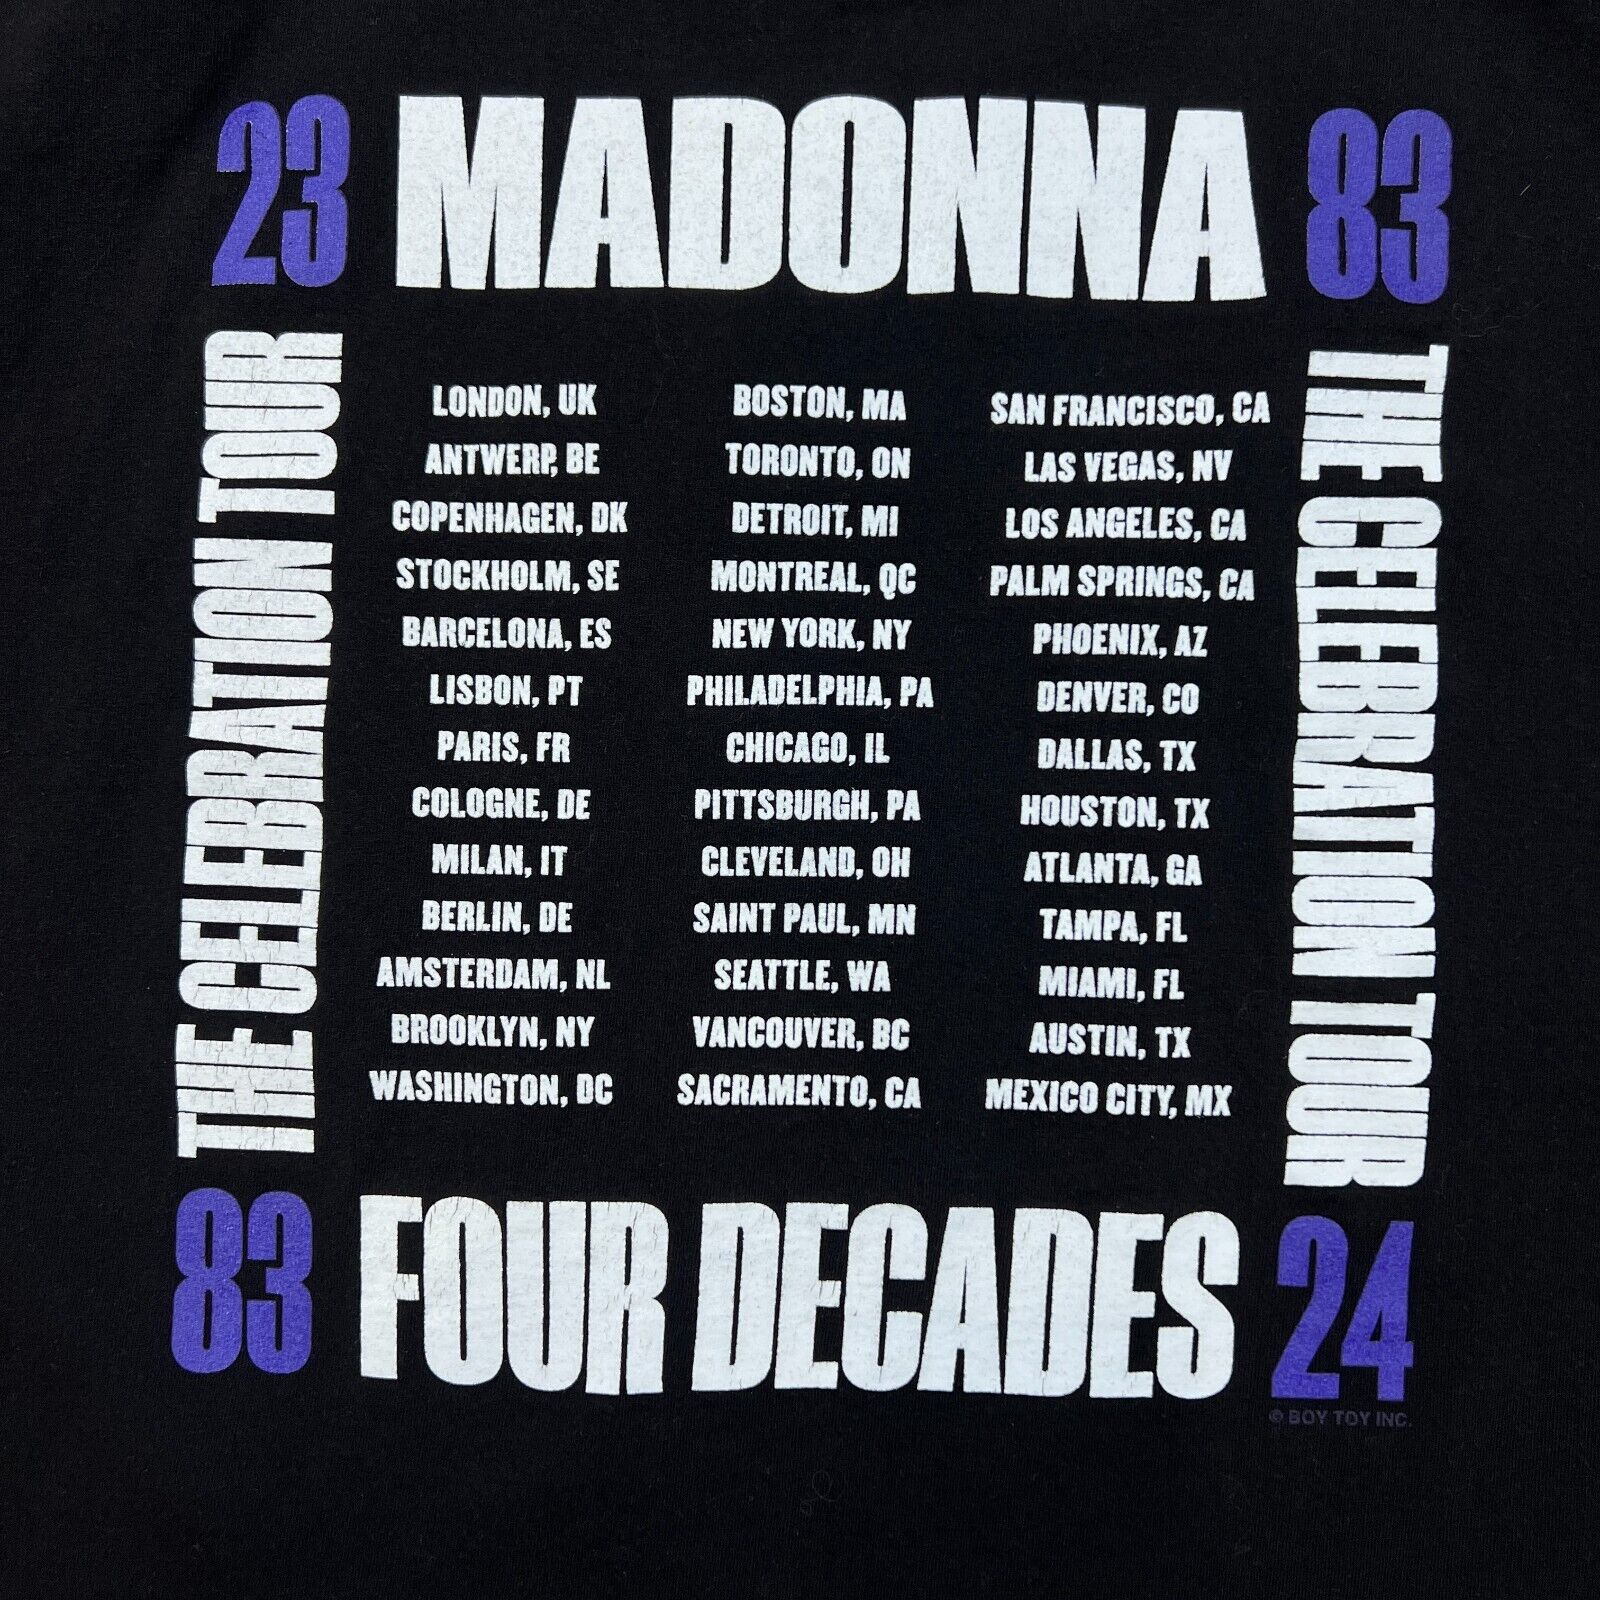 23 MADONNA 83
THE CELEBRATION TOUR
LONDON, UK
ANTWERP, BE
COPENHAGEN, DK
STOCKHOLM, SE
BARCELONA, ES
LISBON, PT
PARIS, FR
COLOGNE, DE
MILAN, IT
BERLIN, DE
AMSTERDAM, NL
BROOKLYN, NY
WASHINGTON, DC
BOSTON, MA
TORONTO, ON
DETROIT, MI
MONTREAL, QC
NEW YORK, NY
PHILADELPHIA, PA
CHICAGO, IL
PITTSBURGH, PA
CLEVELAND, OH
SAINT PAUL, MN
SEATTLE, WA
VANCOUVER, BC
SACRAMENTO, CA
SAN FRANCISCO, CA
LAS VEGAS, NV
LOS ANGELES, CA
PALM SPRINGS, CA
PHOENIX, AZ
DENVER, CO
DALLAS, TX
HOUSTON, TX
ATLANTA, GA
TAMPA, FL
MIAMI, FL
AUSTIN, TX
MEXICO CITY, MX
THE CELEBRATION TOUR
83 FOUR DECADES 24
© BOY TOY INC.